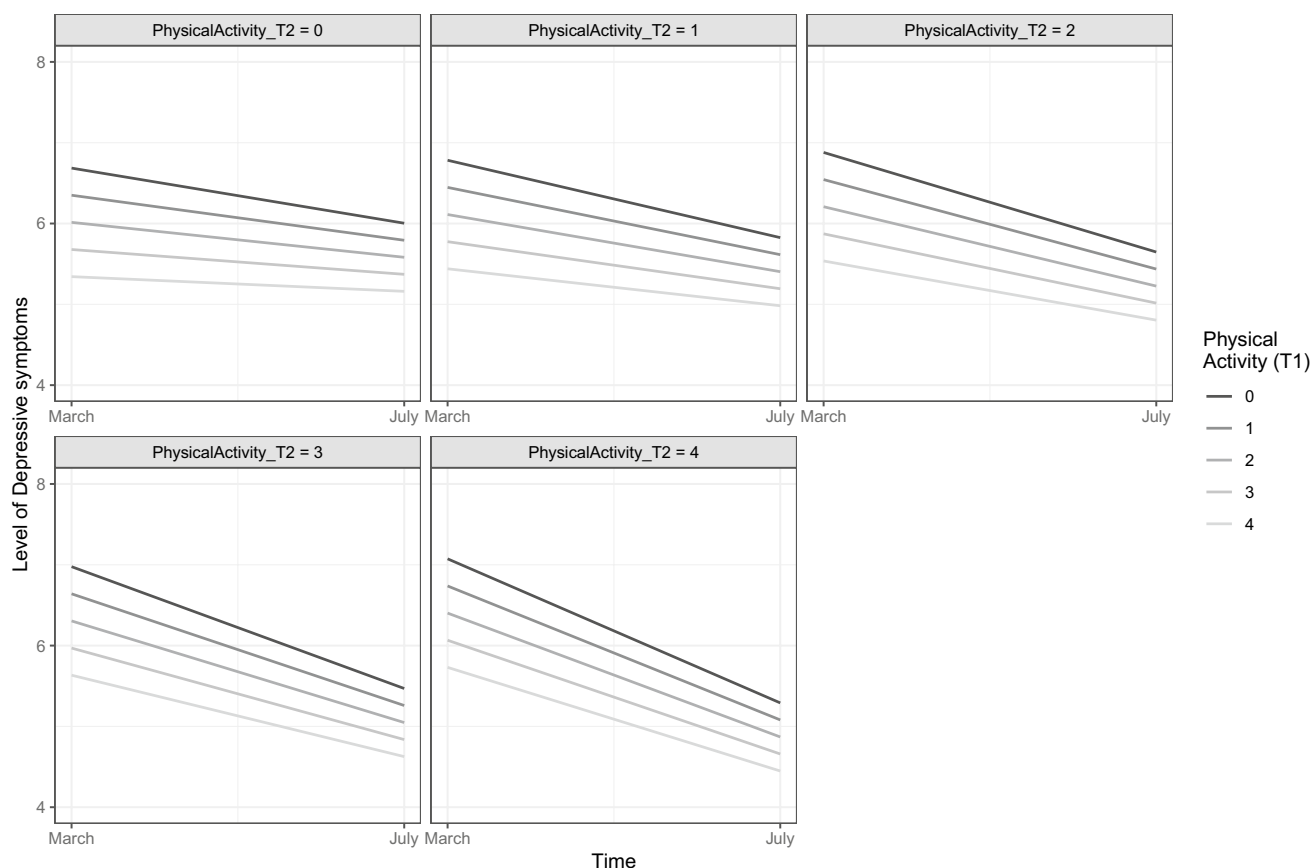 PhysicalActivity_T2 = 0
PhysicalActivity_T2 = 1
PhysicalActivity_T2 = 2
8
6
4
March
July
March
July
March
July
PhysicalActivity_T2 = 3
PhysicalActivity_T2 = 4
8
6
4
March
July
March
July
Level of Depressive symptoms
Time
Physical
Activity (T1)
0
1
2
3
4